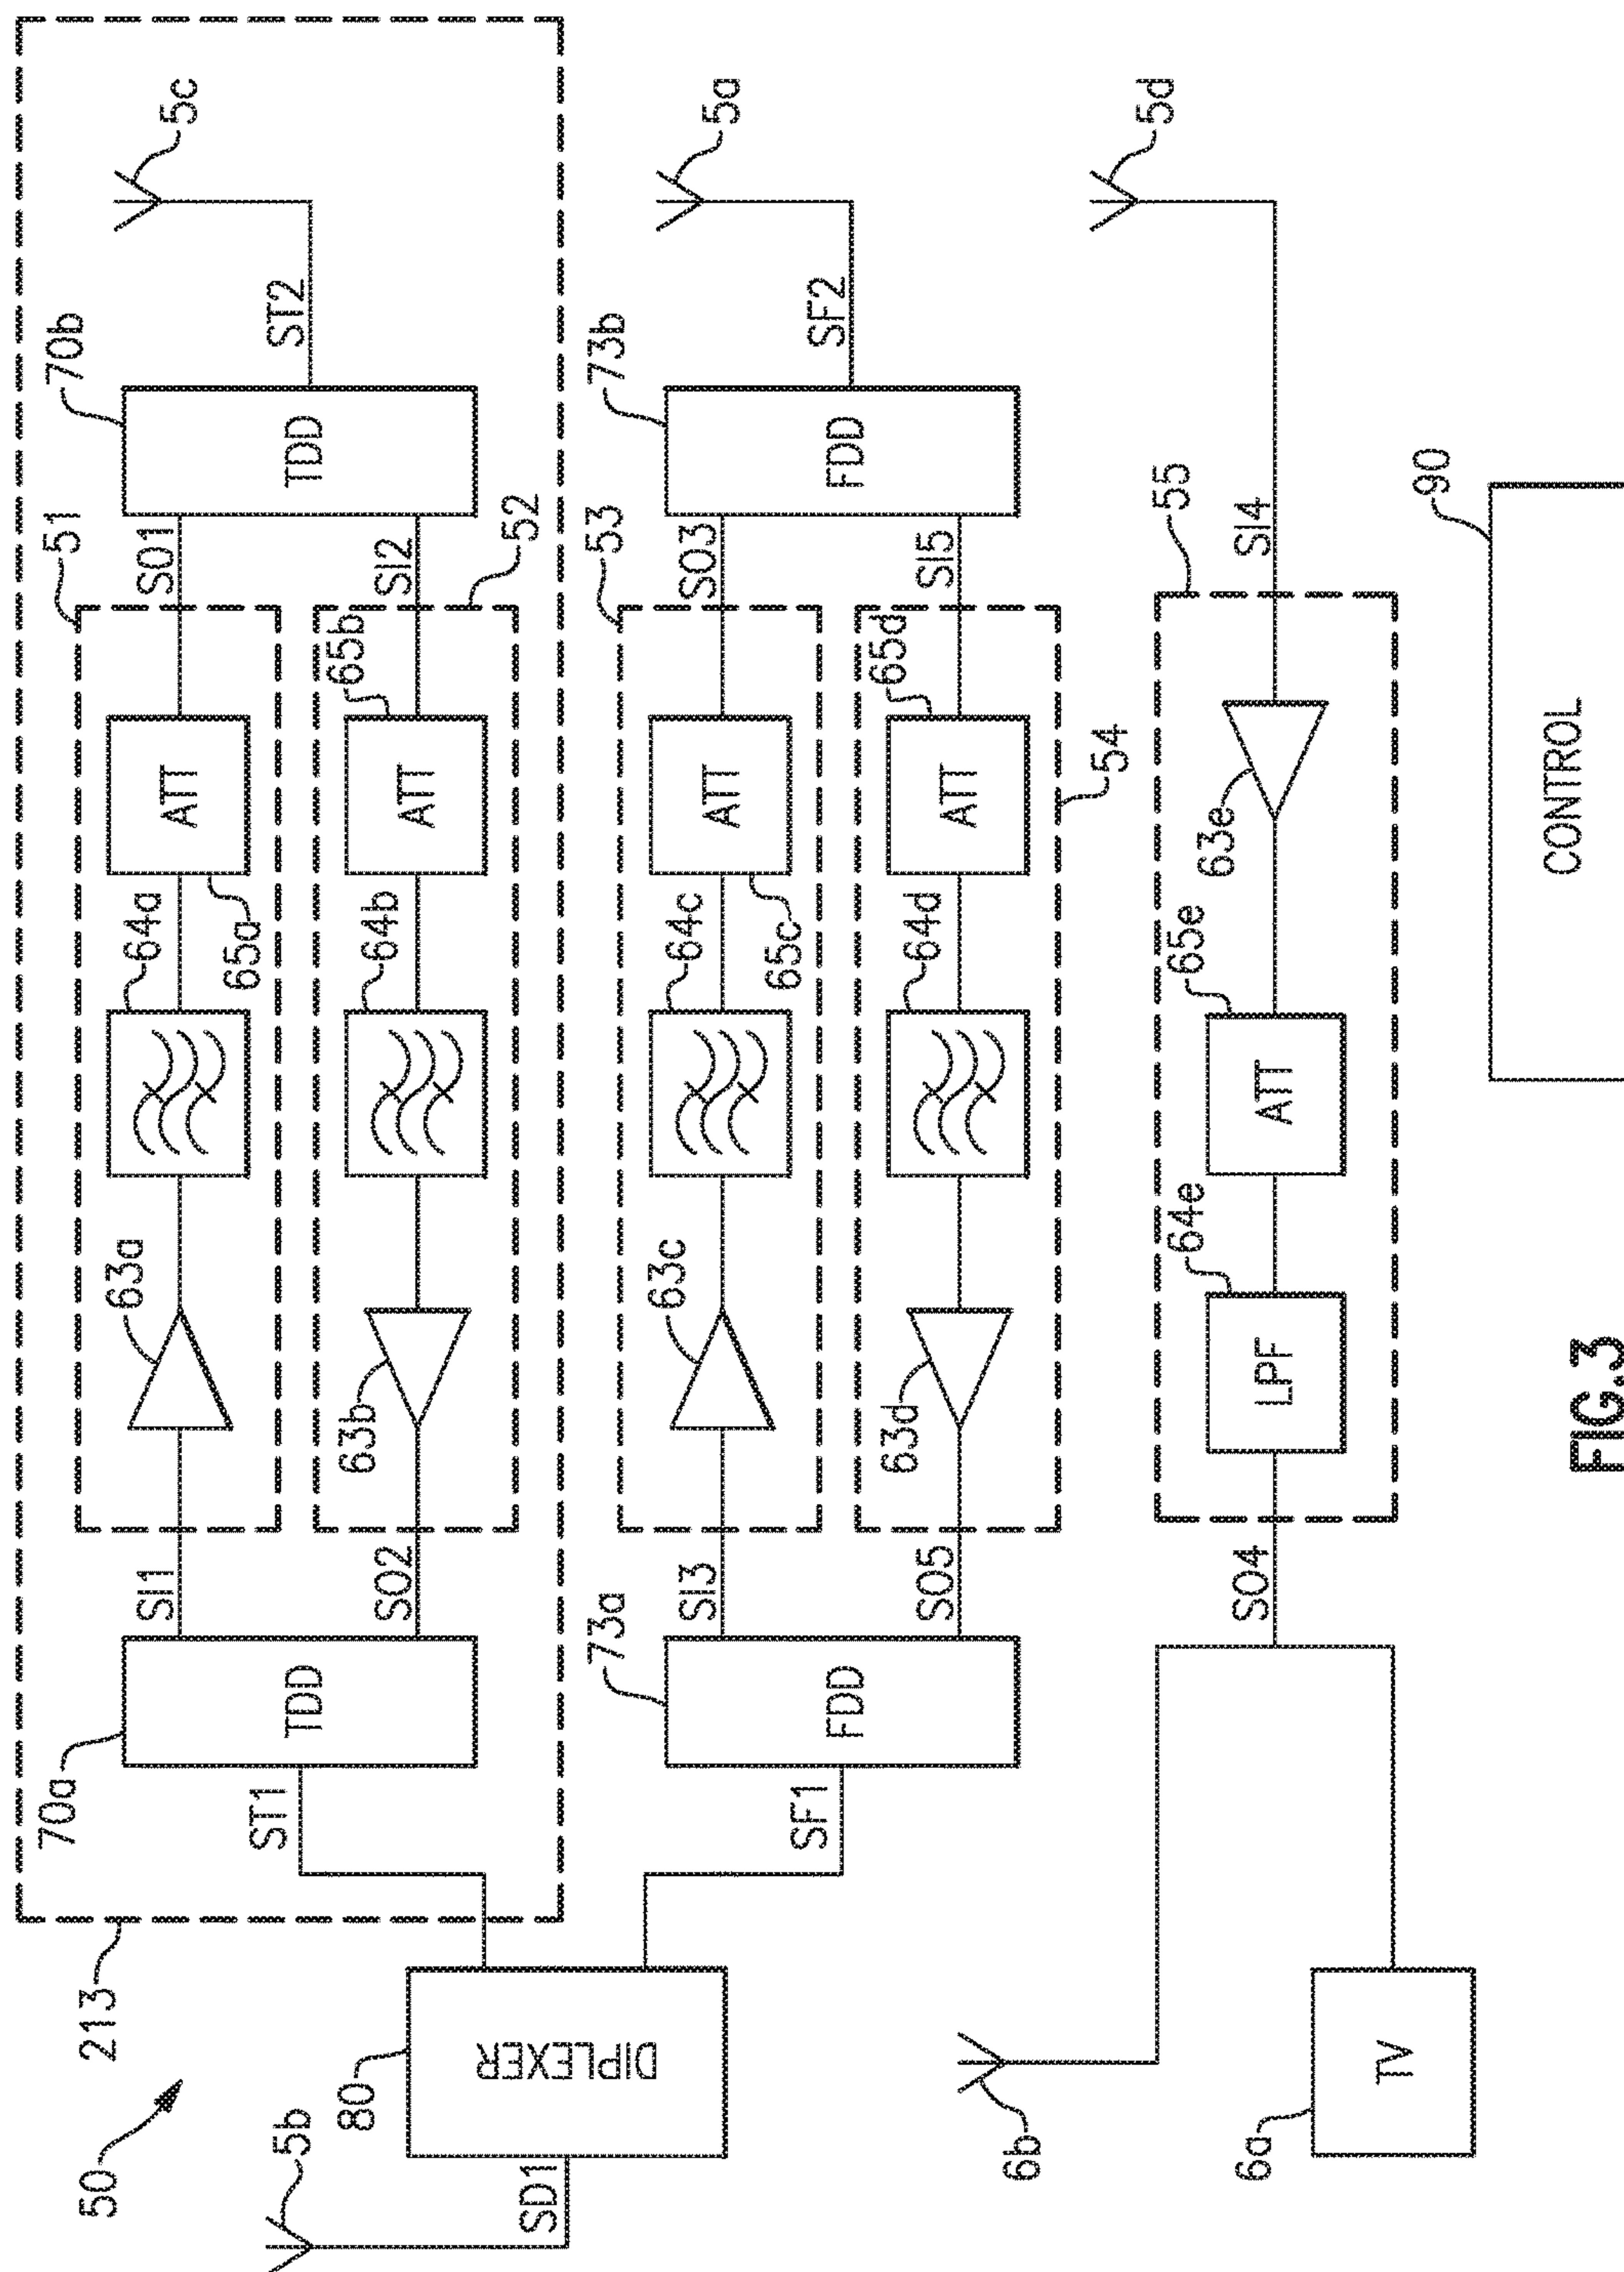 50
213
70a
51
70b
63a
64a
SI1
SO1
ATT
5c
65a
5b
ST1
TDD
TDD
ST2
80
63b
64b
65b
SO2
SI2
ATT
52
SD1
DIPLEXER
73a
53
73b
63c
64c
SI3
SO3
ATT
5a
65c
SF1
FDD
FDD
SF2
63d
64d
65d
SO5
SI5
ATT
54
6b
5d
64e
65e
55
63e
SO4
SI4
LPF
ATT
6a
TV
90
CONTROL
FIG.3